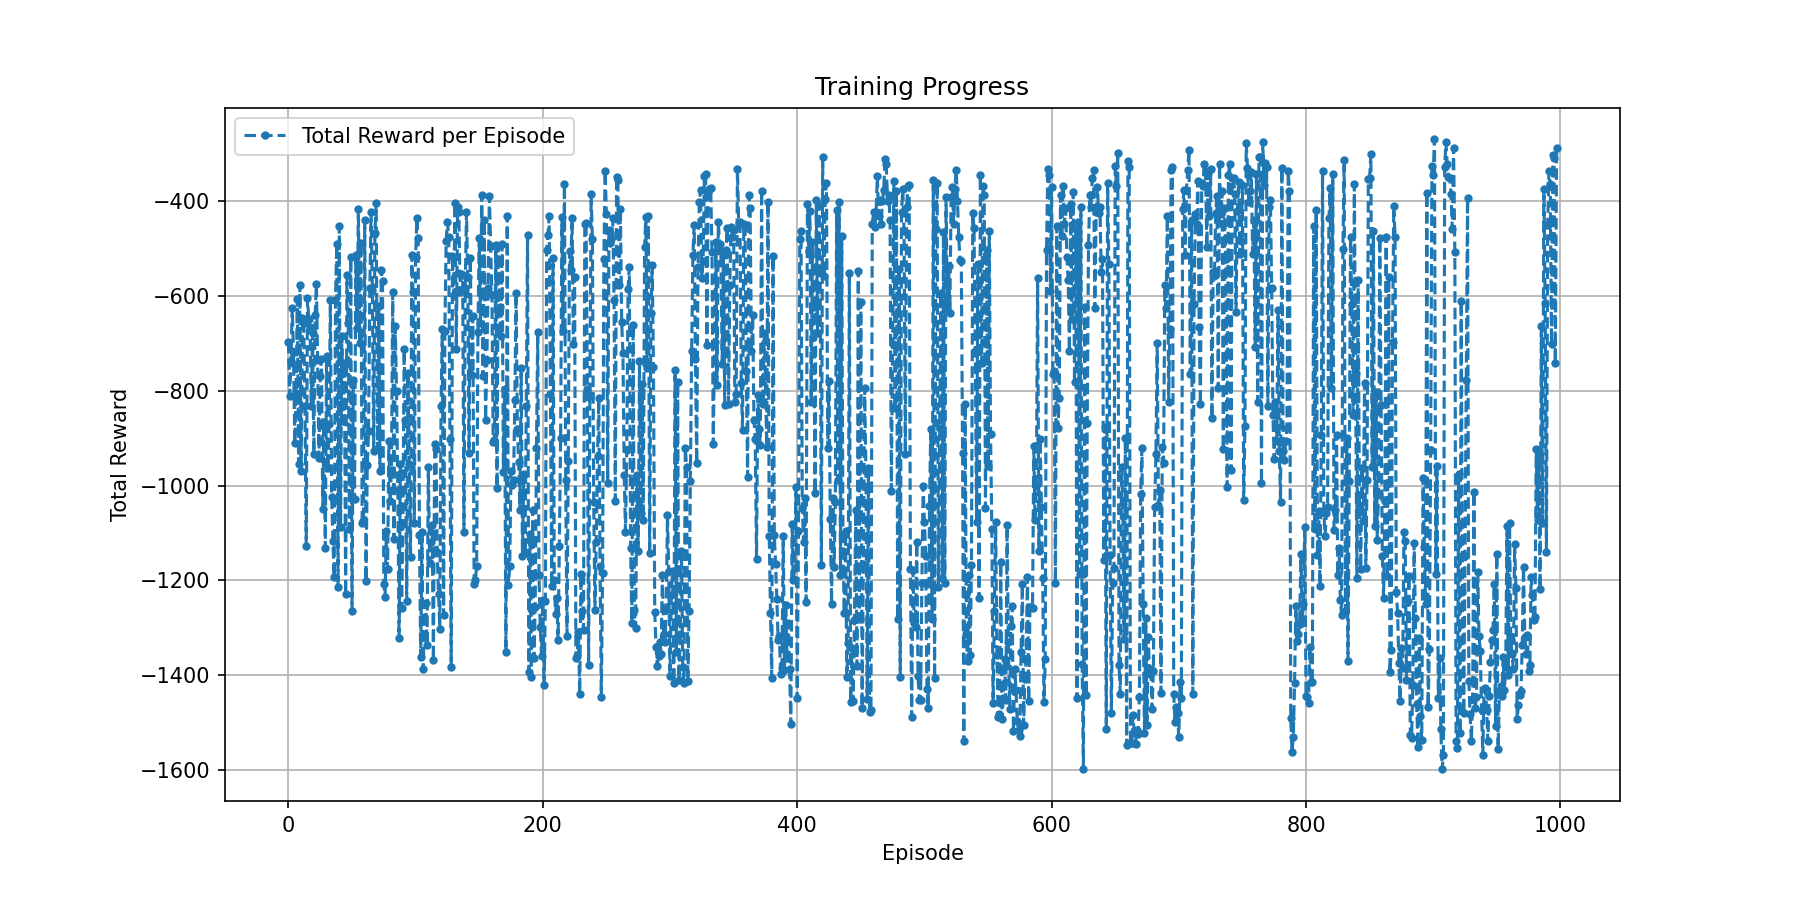 Training Progress
Total Reward per Episode
−400
−600
−800
−1000
−1200
−1400
−1600
Total Reward
0 200 400 600 800 1000
Episode